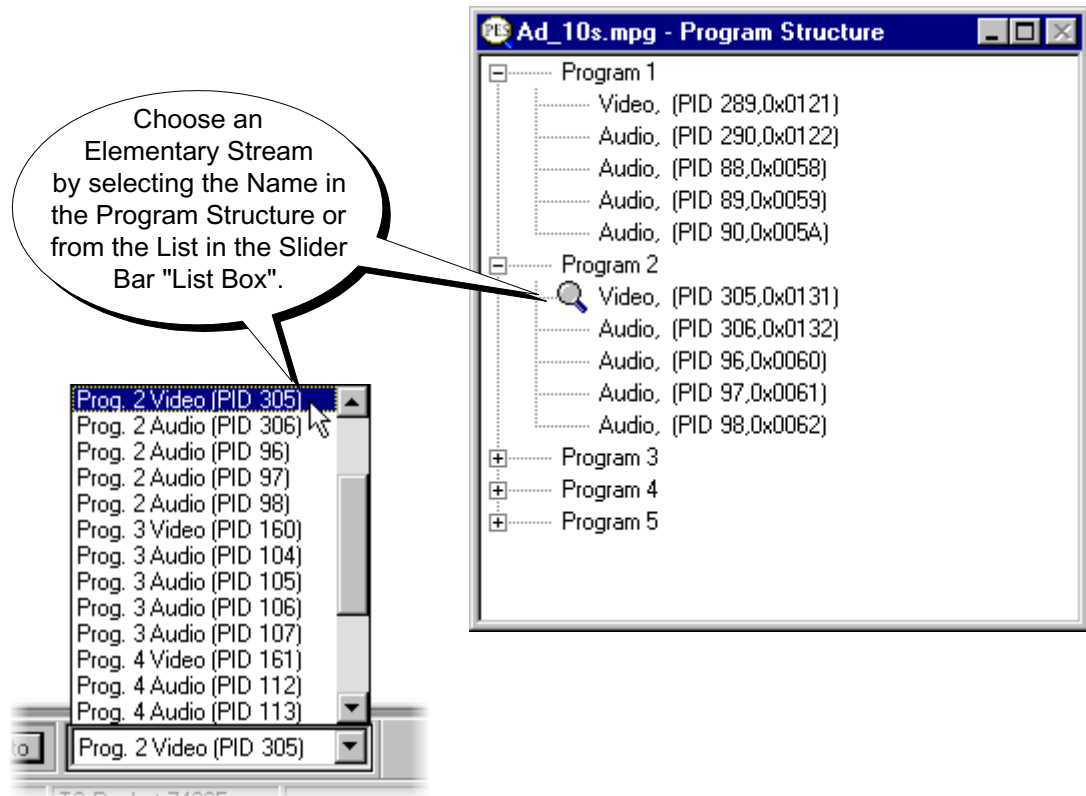 PES
Ad_10s.mpg - Program Structure
Program 1
Video, (PID 289,0x0121)
Audio, (PID 290,0x0122)
Audio, (PID 88,0x0058)
Audio, (PID 89,0x0059)
Audio, (PID 90,0x005A)
Program 2
Video, (PID 305,0x0131)
Audio, (PID 306,0x0132)
Audio, (PID 96,0x0060)
Audio, (PID 97,0x0061)
Audio, (PID 98,0x0062)
Program 3
Program 4
Program 5
Choose an
Elementary Stream
by selecting the Name in
the Program Structure or
from the List in the Slider
Bar "List Box".
Prog. 2 Video (PID 305)
Prog. 2 Audio (PID 306)
Prog. 2 Audio (PID 96)
Prog. 2 Audio (PID 97)
Prog. 2 Audio (PID 98)
Prog. 3 Video (PID 160)
Prog. 3 Audio (PID 104)
Prog. 3 Audio (PID 105)
Prog. 3 Audio (PID 106)
Prog. 3 Audio (PID 107)
Prog. 4 Video (PID 161)
Prog. 4 Audio (PID 112)
Prog. 4 Audio (PID 113)
to
Prog. 2 Video (PID 305)